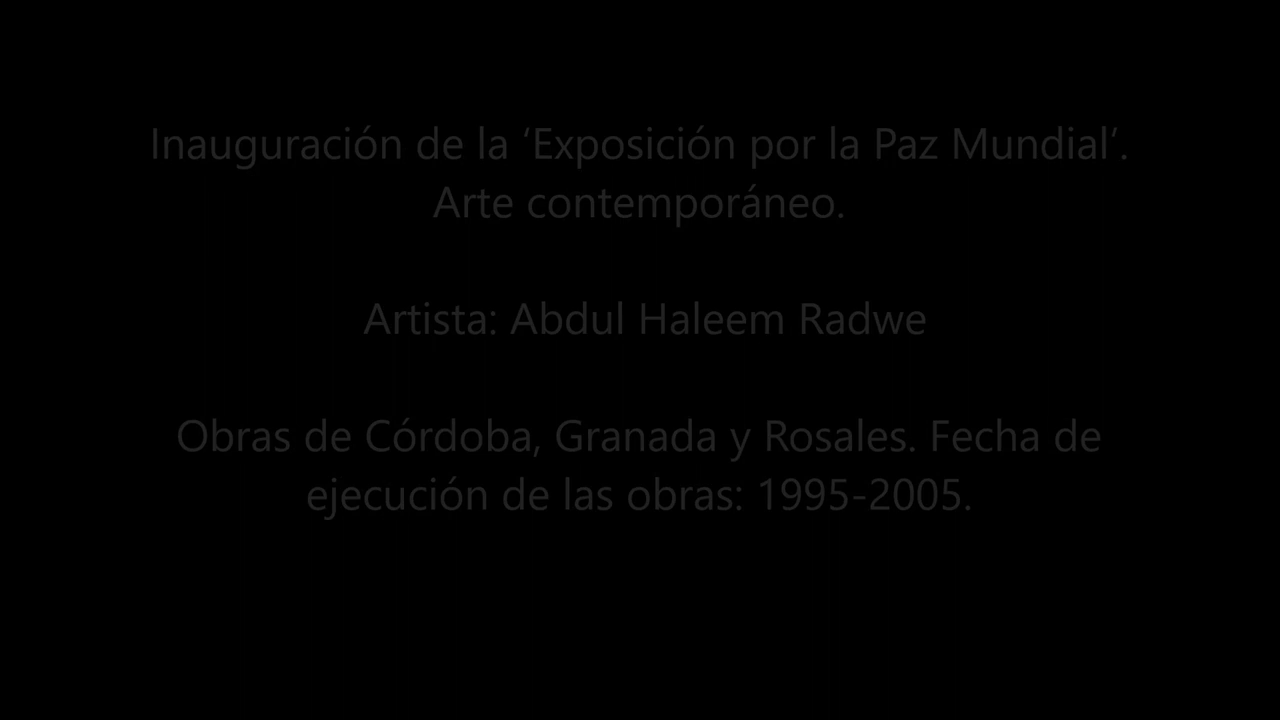 Inauguración de la ‘Exposición por la Paz Mundial’.
Arte contemporáneo.
Artista: Abdul Haleem Radwe
Obras de Córdoba, Granada y Rosales. Fecha de
ejecución de las obras: 1995-2005.